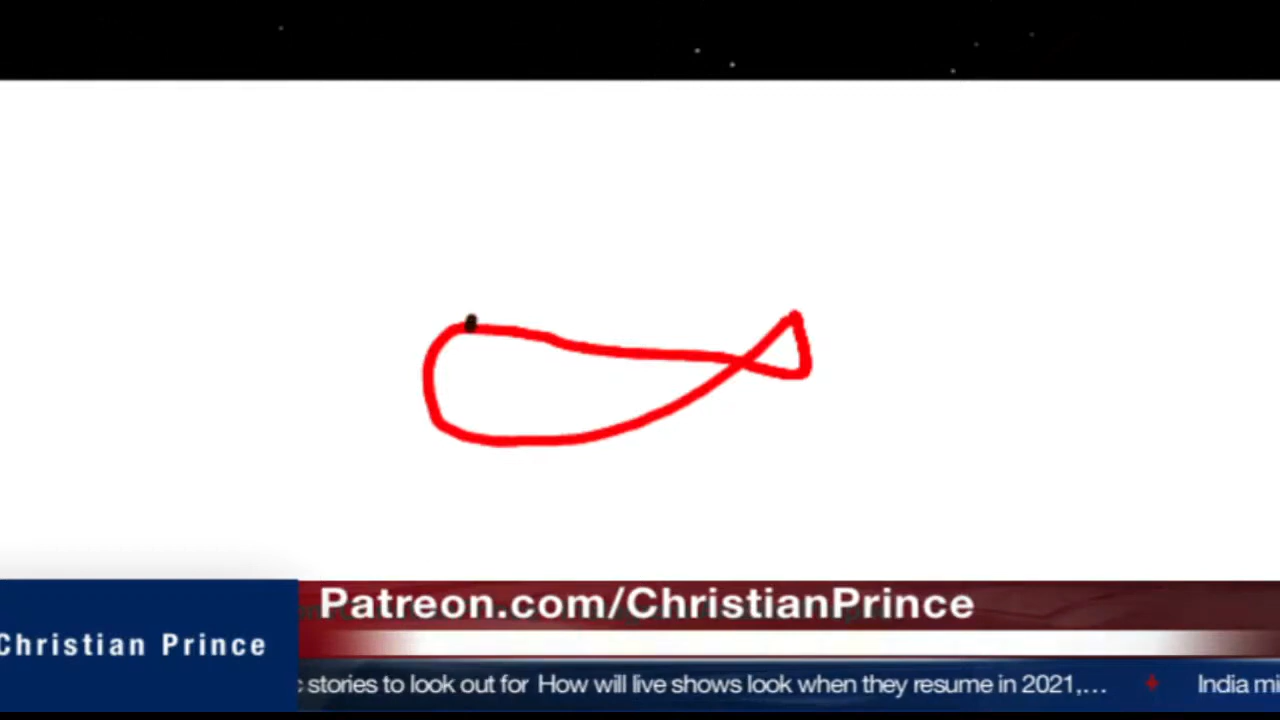 Patreon.com/ChristianPrince
Christian Prince
stories to look out for How will live shows look when they resume in 2021,... India mi